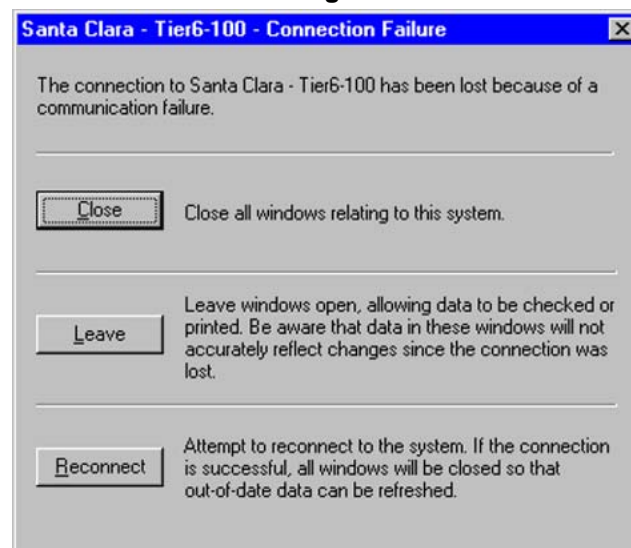 Santa Clara - Tier6-100 - Connection Failure
The connection to Santa Clara - Tier6-100 has been lost because of a
communication failure.
Close
Close all windows relating to this system.
Leave
Leave windows open, allowing data to be checked or
printed. Be aware that data in these windows will not
accurately reflect changes since the connection was
lost.
Reconnect
Attempt to reconnect to the system. If the connection
is successful, all windows will be closed so that
out-of-date data can be refreshed.